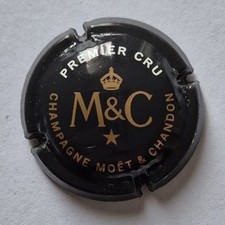 PREMIER CRU
M&C
CHAMPAGNE MOËT & CHANDON